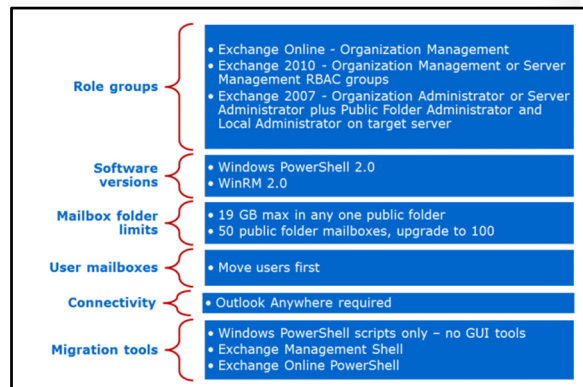 Role groups
• Exchange Online - Organization Management
• Exchange 2010 - Organization Management or Server
Management RBAC groups
• Exchange 2007 - Organization Administrator or Server
Administrator plus Public Folder Administrator and
Local Administrator on target server
Software
versions
• Windows PowerShell 2.0
• WinRM 2.0
Mailbox folder
limits
• 19 GB max in any one public folder
• 50 public folder mailboxes, upgrade to 100
User mailboxes
• Move users first
Connectivity
• Outlook Anywhere required
Migration tools
• Windows PowerShell scripts only – no GUI tools
• Exchange Management Shell
• Exchange Online PowerShell